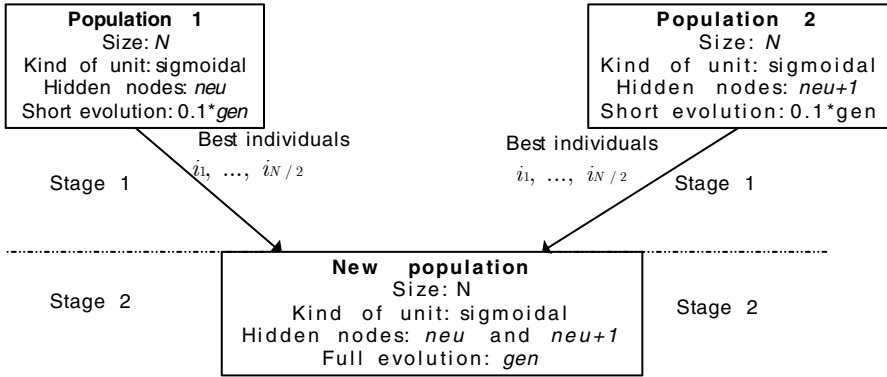 Population 1
Size: N
Kind of unit: sigmoidal
Hidden nodes: neu
Short evolution: 0.1*gen
Population 2
Size: N
Kind of unit: sigmoidal
Hidden nodes: neu+1
Short evolution: 0.1*gen
Best individuals
i1, ..., iN / 2
Best individuals
i1, ..., iN / 2
Stage 1
Stage 1
New population
Size: N
Kind of unit: sigmoidal
Hidden nodes: neu and neu+1
Full evolution: gen
Stage 2
Stage 2